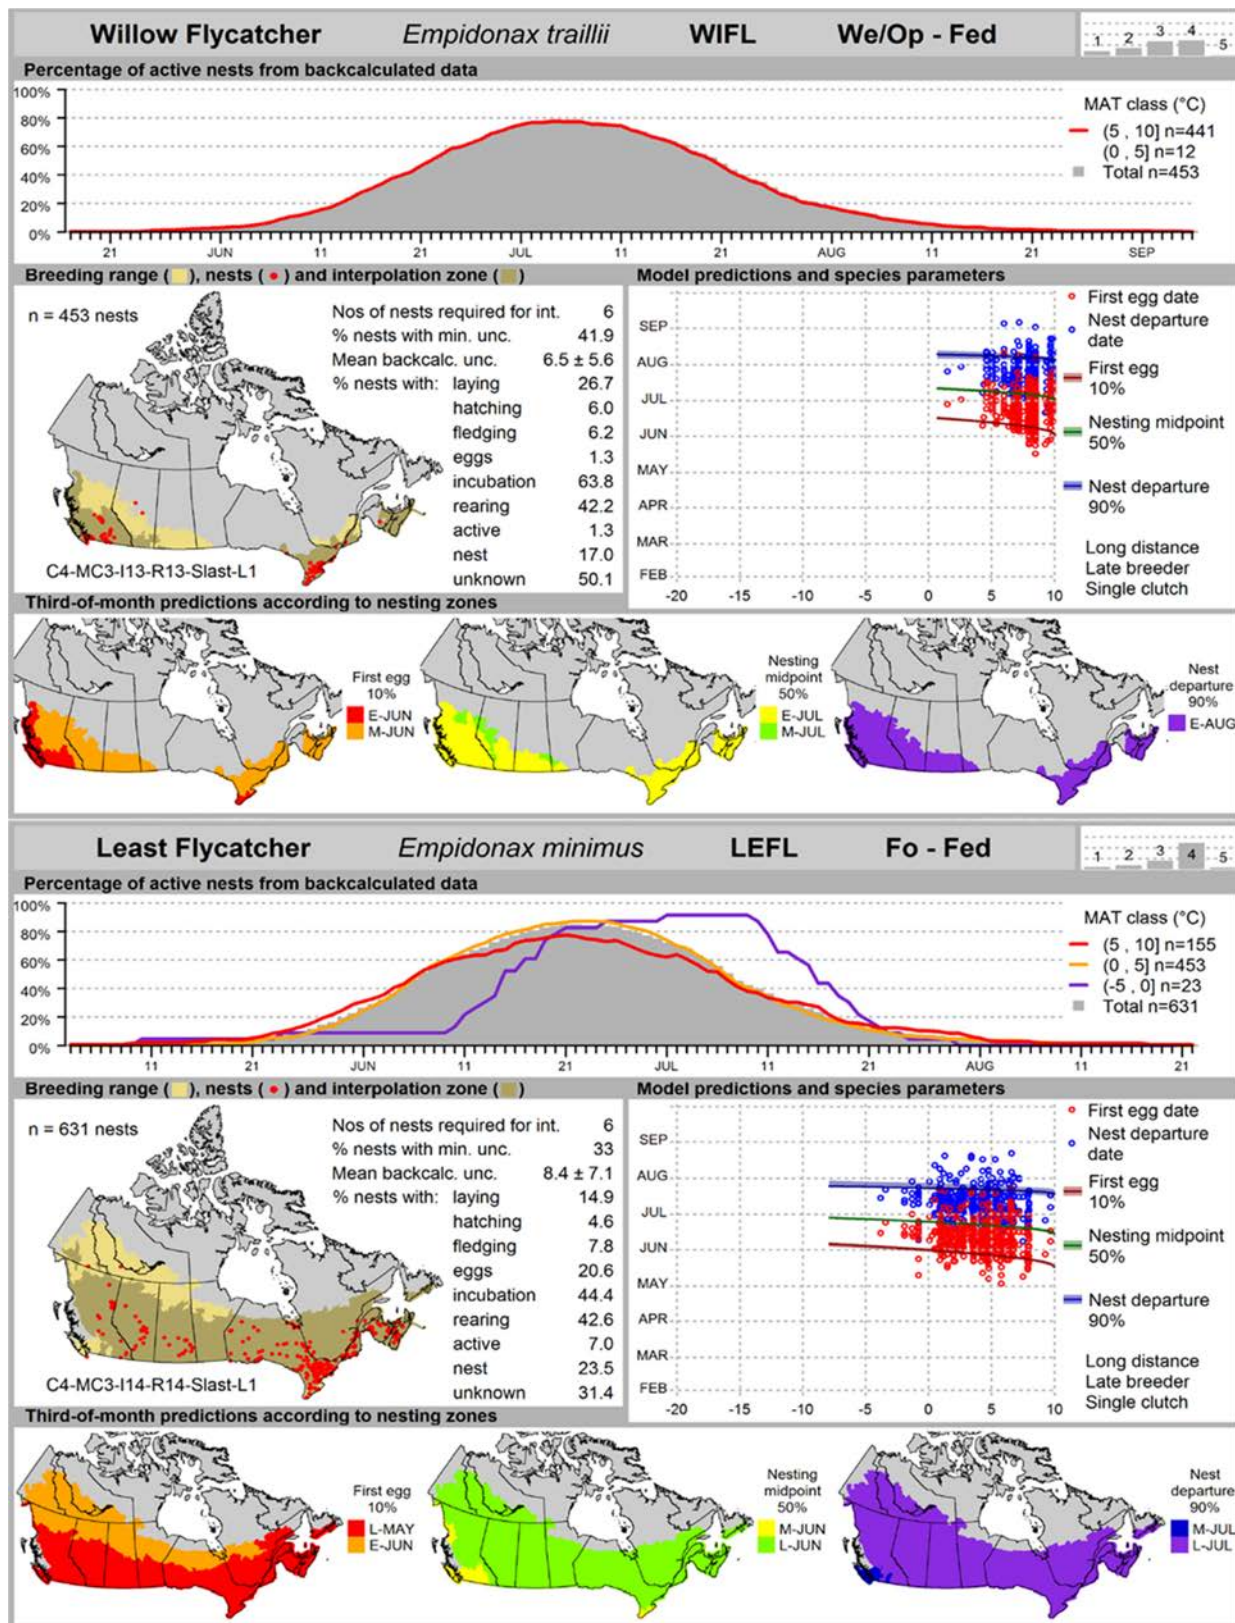 Willow Flycatcher Empidonax traillii WIFL We/Op - Fed
1 2 3 4 5
Percentage of active nests from backcalculated data
100%
80%
60%
40%
20%
0%
MAT class (°C)
(5 , 10] n=441
(0 , 5] n=12
Total n=453
21 JUN 11 21 JUL 11 21 AUG 11 21 SEP
Breeding range ( ), nests ( ) and interpolation zone ( )
n = 453 nests
Nos of nests required for int. 6
% nests with min. unc. 41.9
Mean backcalc. unc. 6.5 ± 5.6
% nests with: laying 26.7
hatching 6.0
fledging 6.2
eggs 1.3
incubation 63.8
rearing 42.2
active 1.3
nest 17.0
unknown 50.1
C4-MC3-I13-R13-Slast-L1
Model predictions and species parameters
SEP
AUG
JUL
JUN
MAY
APR
MAR
FEB
-20 -15 -10 -5 0 5 10
First egg date
Nest departure
date
First egg
10%
Nesting midpoint
50%
Nest departure
90%
Long distance
Late breeder
Single clutch
Third-of-month predictions according to nesting zones
First egg
10%
E-JUN
M-JUN
Nesting
midpoint
50%
E-JUL
M-JUL
Nest
departure
90%
E-AUG
Least Flycatcher Empidonax minimus LEFL Fo - Fed
1 2 3 4 5
Percentage of active nests from backcalculated data
100%
80%
60%
40%
20%
0%
MAT class (°C)
(5 , 10] n=155
(0 , 5] n=453
(-5 , 0] n=23
Total n=631
11 21 JUN 11 21 JUL 11 21 AUG 11 21
Breeding range ( ), nests ( ) and interpolation zone ( )
n = 631 nests
Nos of nests required for int. 6
% nests with min. unc. 33
Mean backcalc. unc. 8.4 ± 7.1
% nests with: laying 14.9
hatching 4.6
fledging 7.8
eggs 20.6
incubation 44.4
rearing 42.6
active 7.0
nest 23.5
unknown 31.4
C4-MC3-I14-R14-Slast-L1
Model predictions and species parameters
SEP
AUG
JUL
JUN
MAY
APR
MAR
FEB
-20 -15 -10 -5 0 5 10
First egg date
Nest departure
date
First egg
10%
Nesting midpoint
50%
Nest departure
90%
Long distance
Late breeder
Single clutch
Third-of-month predictions according to nesting zones
First egg
10%
L-MAY
E-JUN
Nesting
midpoint
50%
M-JUN
L-JUN
Nest
departure
90%
M-JUL
L-JUL